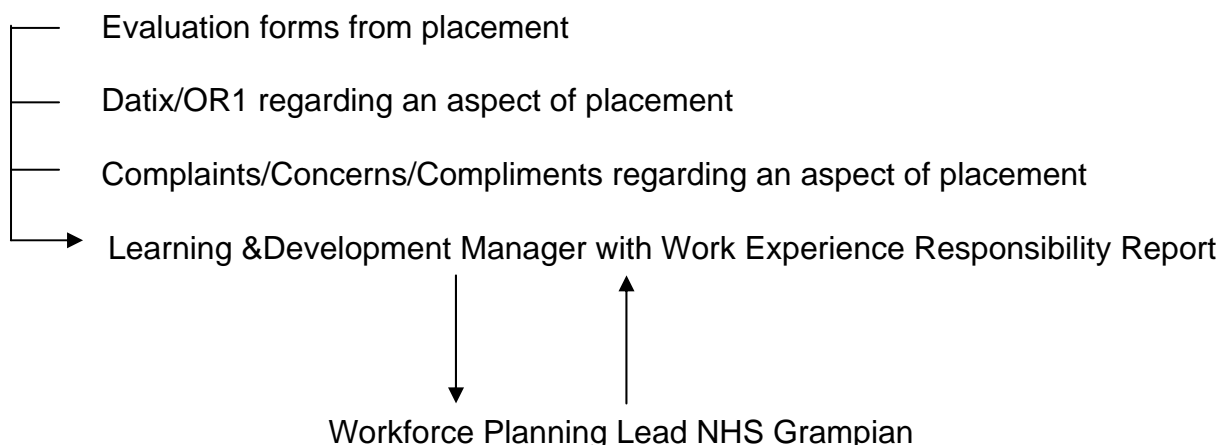 Evaluation forms from placement
Datix/OR1 regarding an aspect of placement
Complaints/Concerns/Compliments regarding an aspect of placement
Learning &Development Manager with Work Experience Responsibility Report
Workforce Planning Lead NHS Grampian